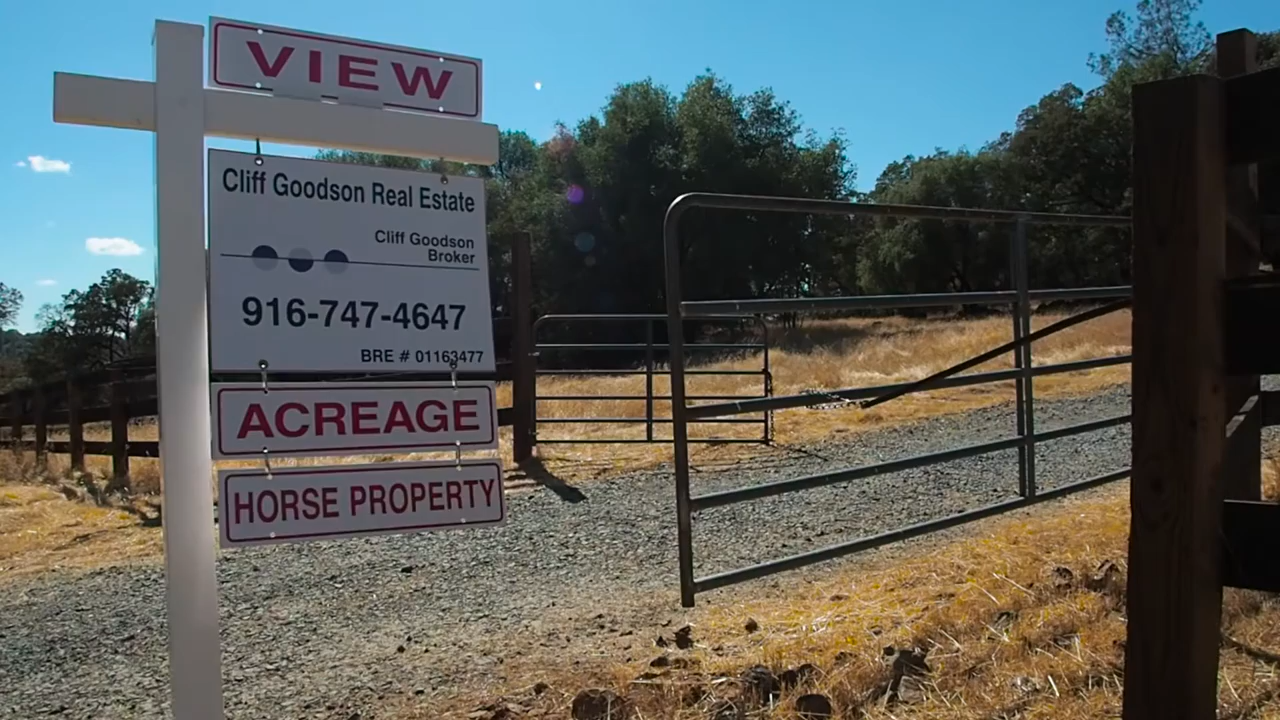 VIEW
Cliff Goodson Real Estate
Cliff Goodson
Broker
916-747-4647
BRE # 01163477
ACREAGE
HORSE PROPERTY